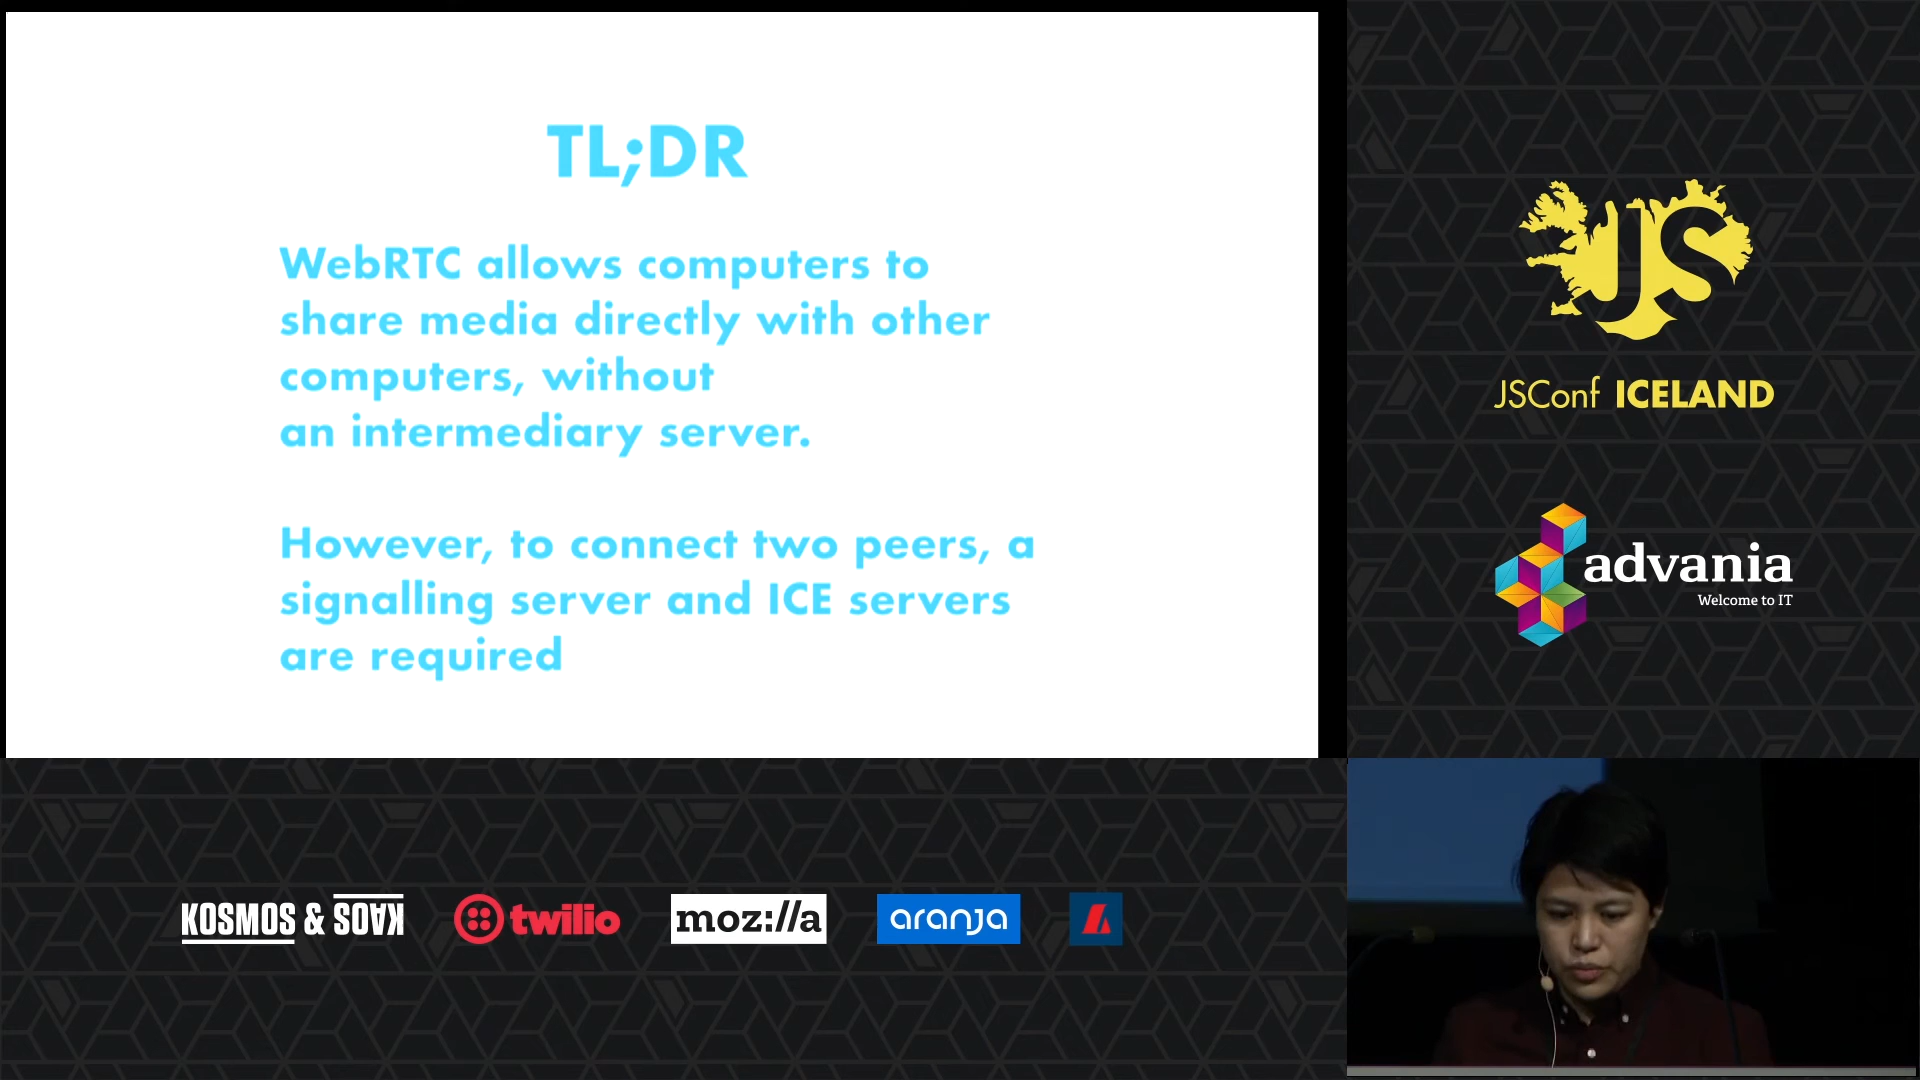 TL;DR
WebRTC allows computers to
share media directly with other
computers, without
an intermediary server.
However, to connect two peers, a
signalling server and ICE servers
are required
JS
JSConf ICELAND
advania
Welcome to IT
KOSMOS & KAOS
twilio
moz://a
aranja